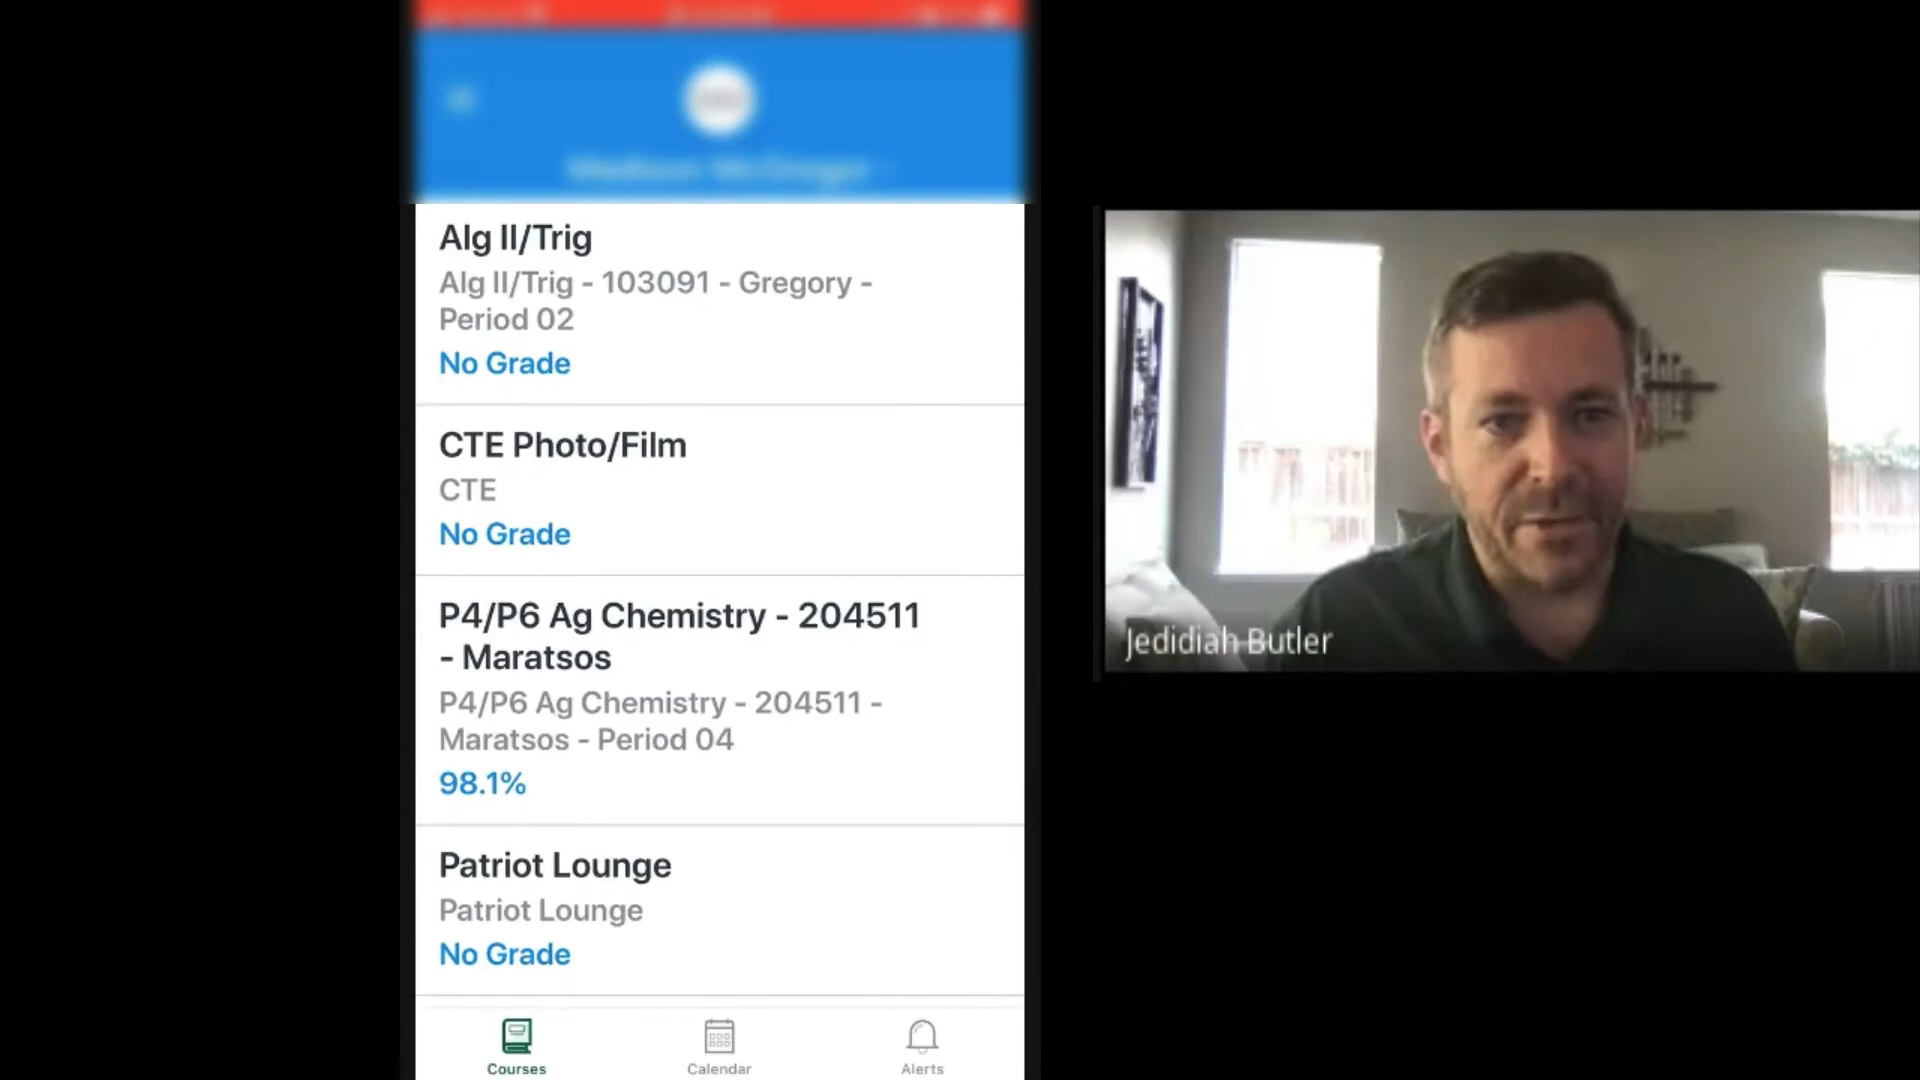 Alg II/Trig
Alg II/Trig - 103091 - Gregory -
Period 02
No Grade
CTE Photo/Film
CTE
No Grade
P4/P6 Ag Chemistry - 204511
- Maratsos
P4/P6 Ag Chemistry - 204511 -
Maratsos - Period 04
98.1%
Patriot Lounge
Patriot Lounge
No Grade
Courses
Calendar
Alerts
Jedidiah Butler